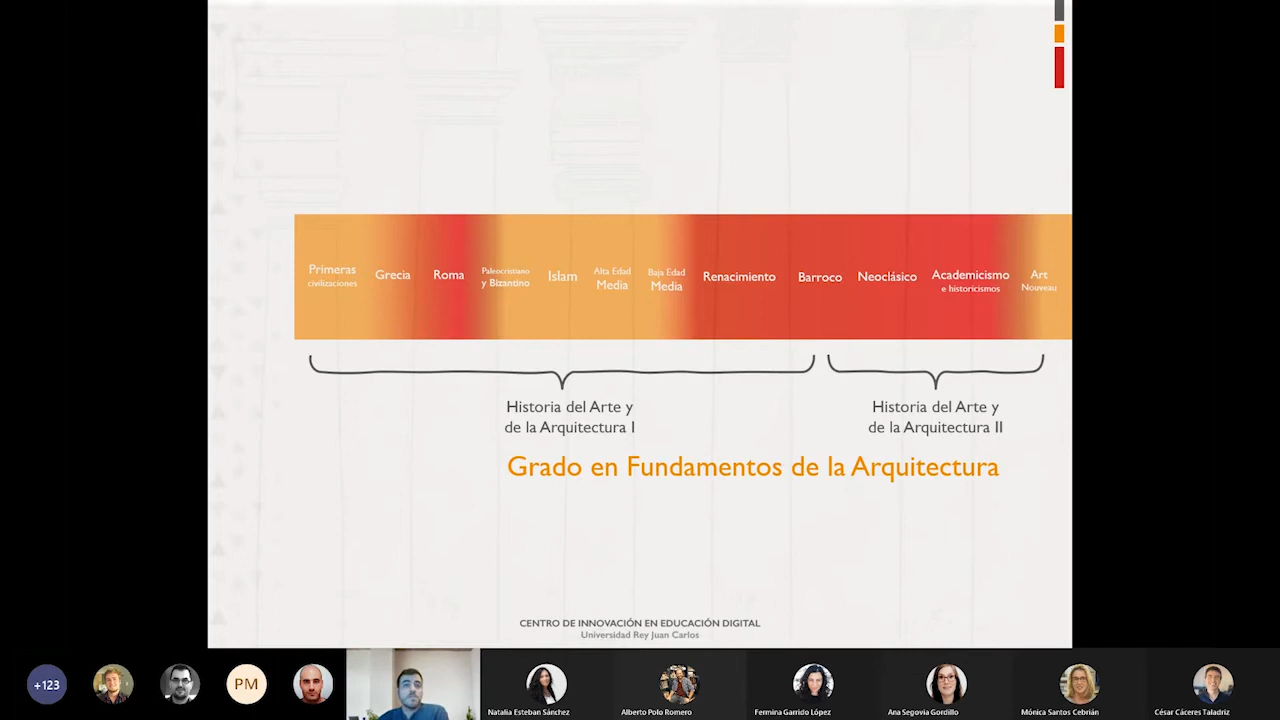 Primeras
civilizaciones
Grecia
Roma
Paleocristiano
y Bizantino
Islam
Alta Edad
Media
Baja Edad
Media
Renacimiento
Barroco
Neoclásico
Academicismo
e historicismos
Art
Nouveau
Historia del Arte y
de la Arquitectura I
Historia del Arte y
de la Arquitectura II
Grado en Fundamentos de la Arquitectura
CENTRO DE INNOVACIÓN EN EDUCACIÓN DIGITAL
Universidad Rey Juan Carlos
+123
PM
Natalia Esteban Sánchez
Alberto Polo Romero
Fermina Garrido López
Ana Segovia Gordillo
Mónica Santos Cebrián
César Cáceres Taladriz